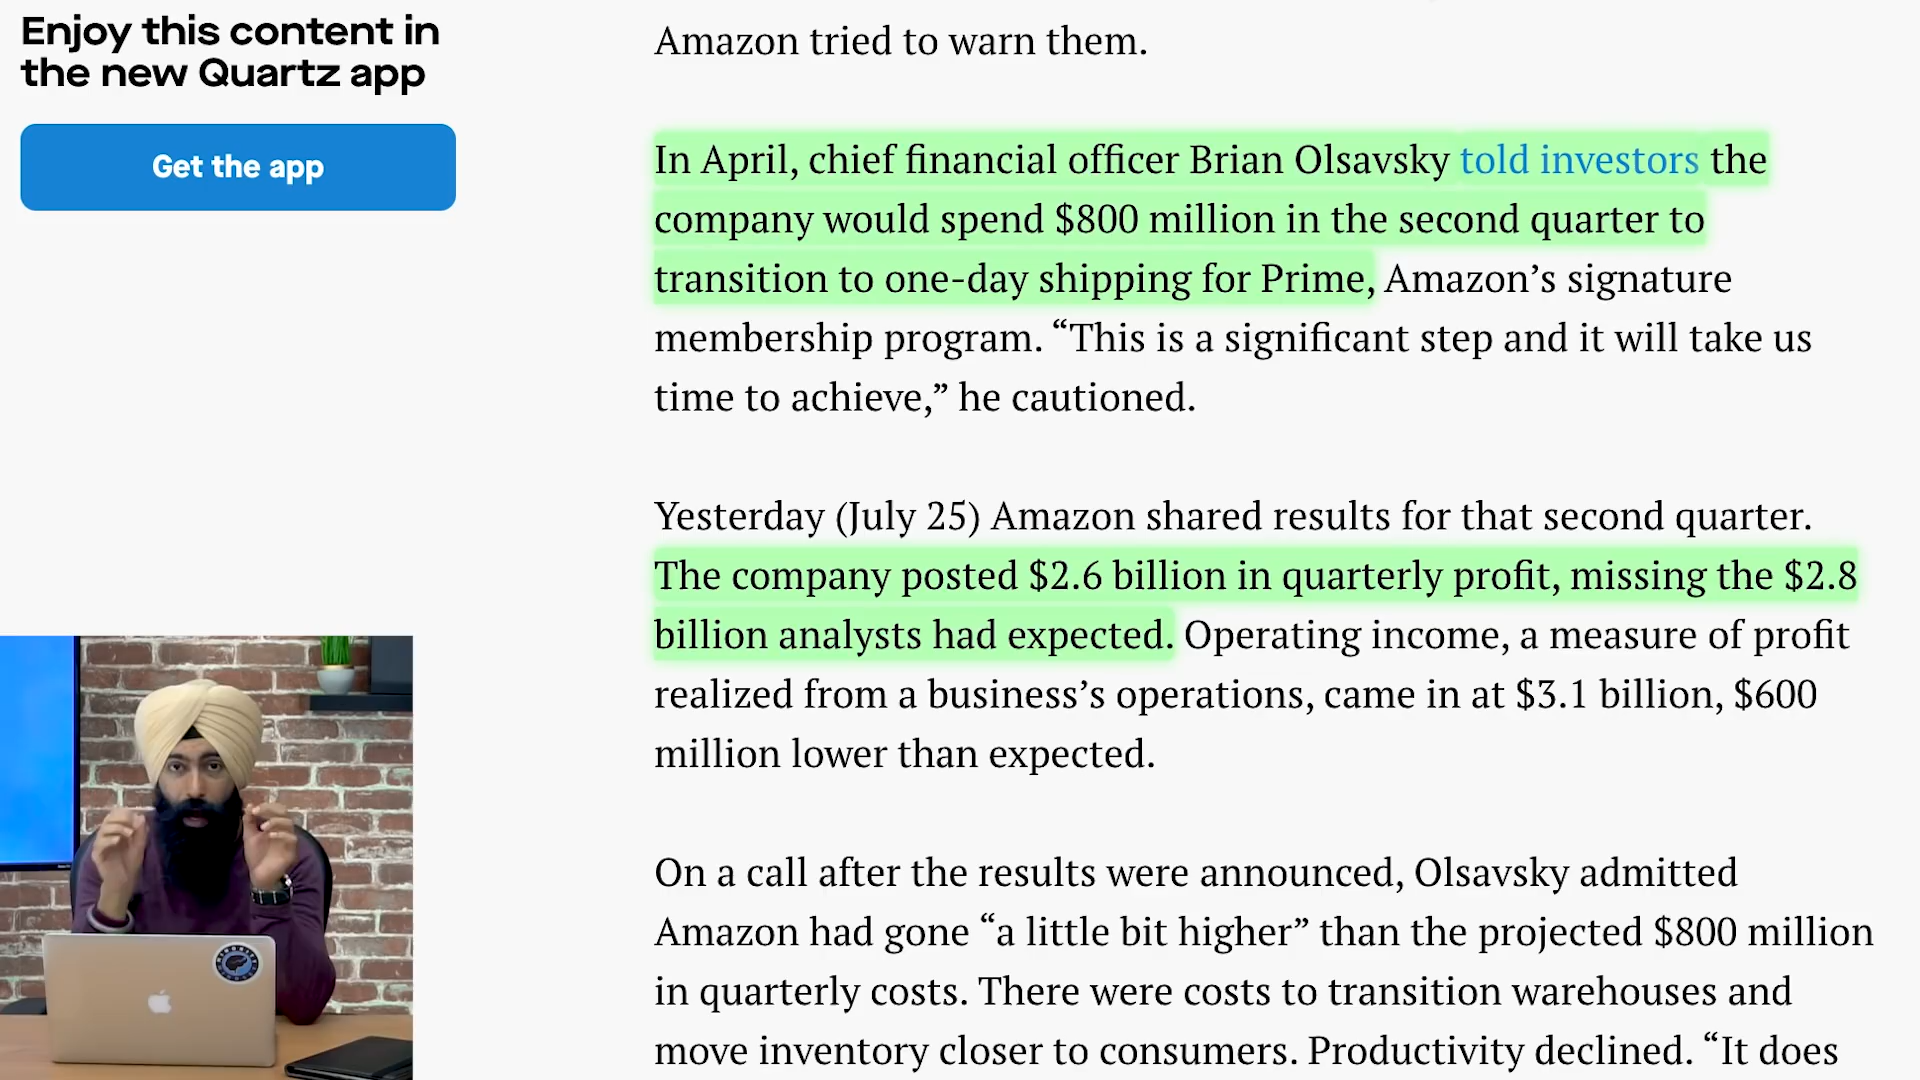 Enjoy this content in
the new Quartz app
Get the app
Amazon tried to warn them.
In April, chief financial officer Brian Olsavsky told investors the
company would spend $800 million in the second quarter to
transition to one-day shipping for Prime, Amazon’s signature
membership program. “This is a significant step and it will take us
time to achieve,” he cautioned.
Yesterday (July 25) Amazon shared results for that second quarter.
The company posted $2.6 billion in quarterly profit, missing the $2.8
billion analysts had expected. Operating income, a measure of profit
realized from a business’s operations, came in at $3.1 billion, $600
million lower than expected.
On a call after the results were announced, Olsavsky admitted
Amazon had gone “a little bit higher” than the projected $800 million
in quarterly costs. There were costs to transition warehouses and
move inventory closer to consumers. Productivity declined. “It does